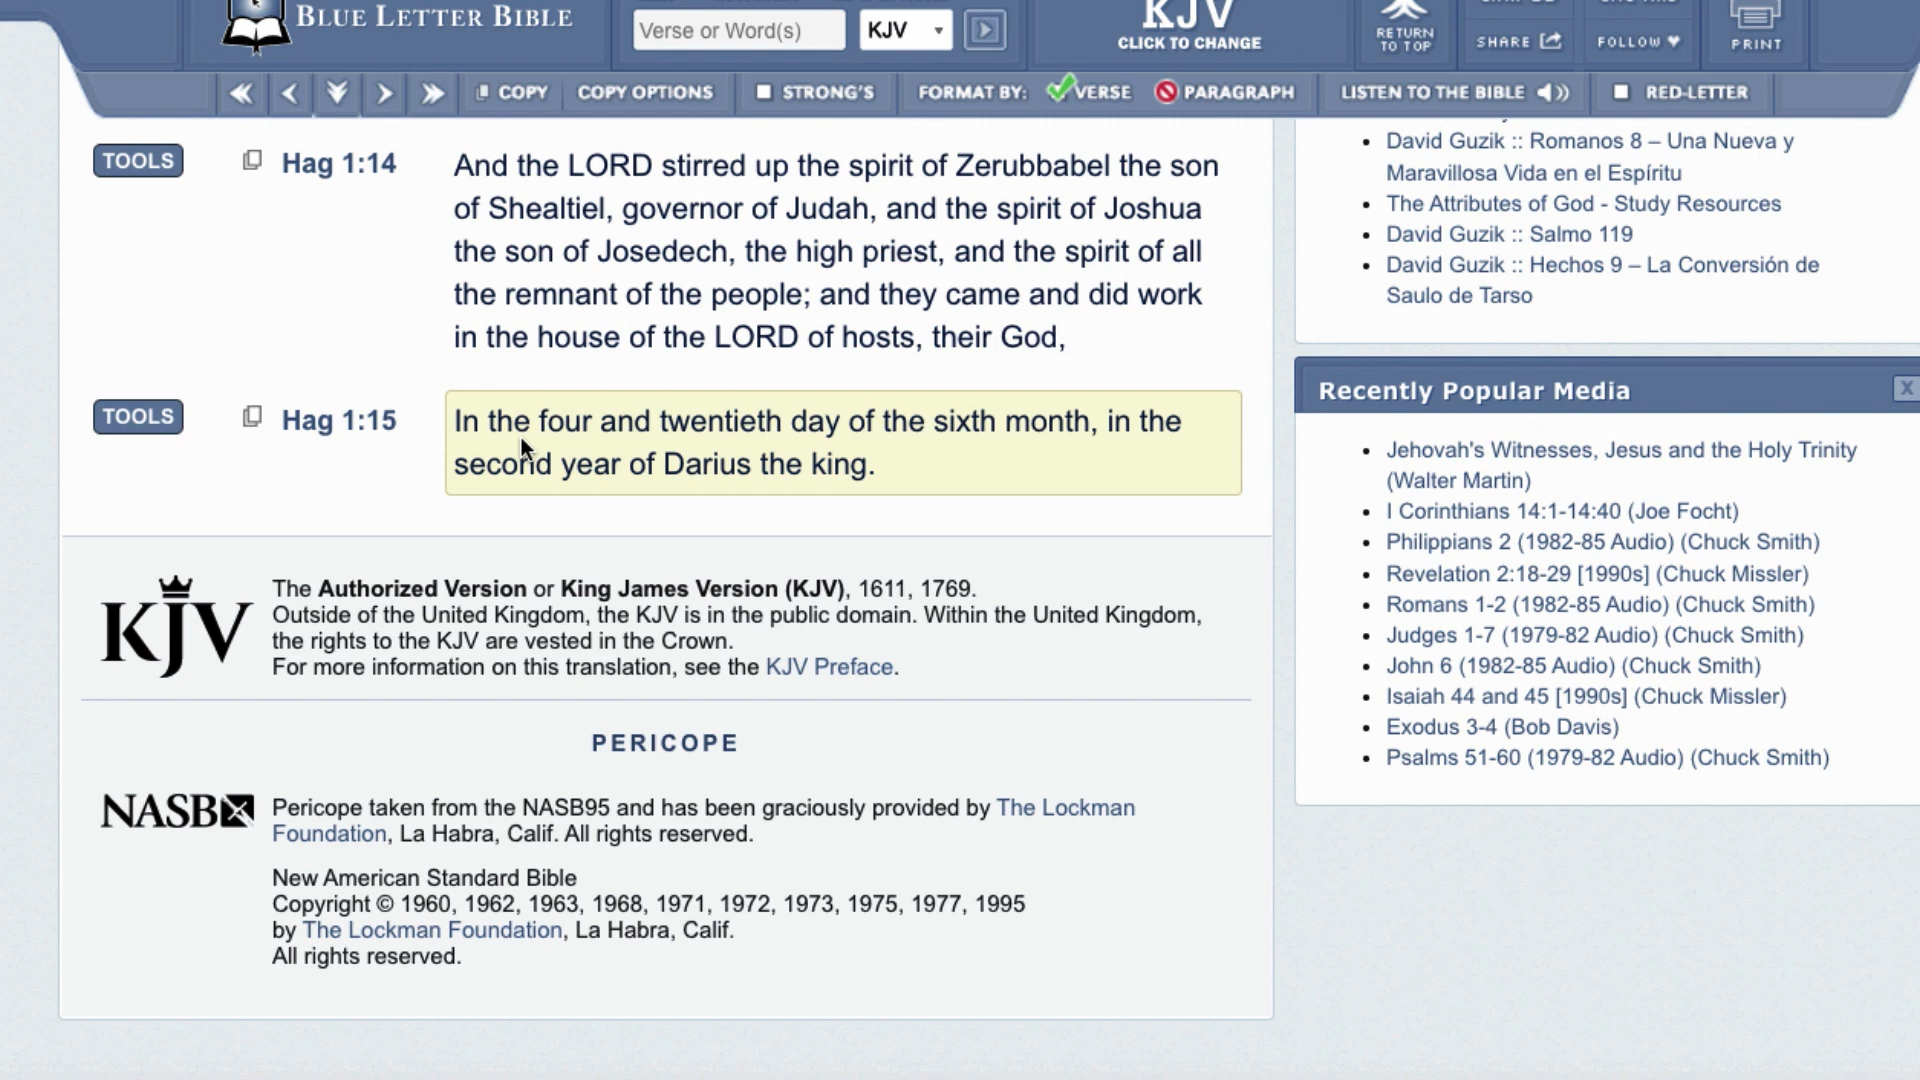 BLUE LETTER BIBLE
Verse or Word(s)
KJV
KJV
CLICK TO CHANGE
RETURN
TO TOP
SHARE
FOLLOW
PRINT
COPY
COPY OPTIONS
STRONG'S
FORMAT BY:
VERSE
PARAGRAPH
LISTEN TO THE BIBLE
RED-LETTER
TOOLS
Hag 1:14
And the LORD stirred up the spirit of Zerubbabel the son
of Shealtiel, governor of Judah, and the spirit of Joshua
the son of Josedech, the high priest, and the spirit of all
the remnant of the people; and they came and did work
in the house of the LORD of hosts, their God,
TOOLS
Hag 1:15
In the four and twentieth day of the sixth month, in the
second year of Darius the king.
KJV
The Authorized Version or King James Version (KJV), 1611, 1769.
Outside of the United Kingdom, the KJV is in the public domain. Within the United Kingdom,
the rights to the KJV are vested in the Crown.
For more information on this translation, see the KJV Preface.
PERICOPE
NASB
Pericope taken from the NASB95 and has been graciously provided by The Lockman
Foundation, La Habra, Calif. All rights reserved.
New American Standard Bible
Copyright © 1960, 1962, 1963, 1968, 1971, 1972, 1973, 1975, 1977, 1995
by The Lockman Foundation, La Habra, Calif.
All rights reserved.
David Guzik :: Romanos 8 – Una Nueva y
Maravillosa Vida en el Espíritu
The Attributes of God - Study Resources
David Guzik :: Salmo 119
David Guzik :: Hechos 9 – La Conversión de
Saulo de Tarso
Recently Popular Media
X
Jehovah's Witnesses, Jesus and the Holy Trinity
(Walter Martin)
I Corinthians 14:1-14:40 (Joe Focht)
Philippians 2 (1982-85 Audio) (Chuck Smith)
Revelation 2:18-29 [1990s] (Chuck Missler)
Romans 1-2 (1982-85 Audio) (Chuck Smith)
Judges 1-7 (1979-82 Audio) (Chuck Smith)
John 6 (1982-85 Audio) (Chuck Smith)
Isaiah 44 and 45 [1990s] (Chuck Missler)
Exodus 3-4 (Bob Davis)
Psalms 51-60 (1979-82 Audio) (Chuck Smith)